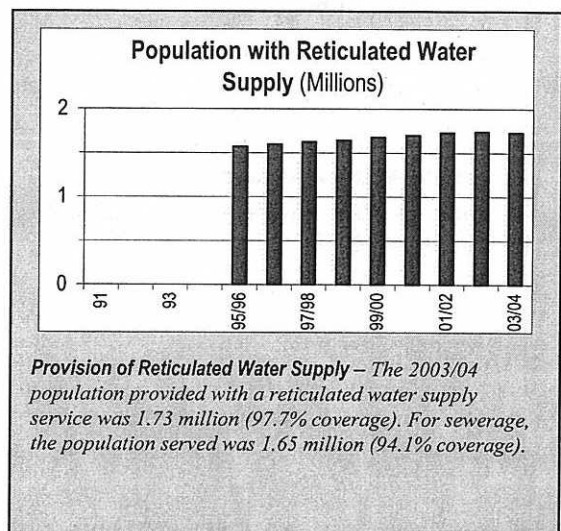 Population with Reticulated Water
Supply (Millions)
2
1
0
91
93
95/96
97/98
99/00
01/02
03/04
Provision of Reticulated Water Supply – The 2003/04
population provided with a reticulated water supply
service was 1.73 million (97.7% coverage). For sewerage,
the population served was 1.65 million (94.1% coverage).